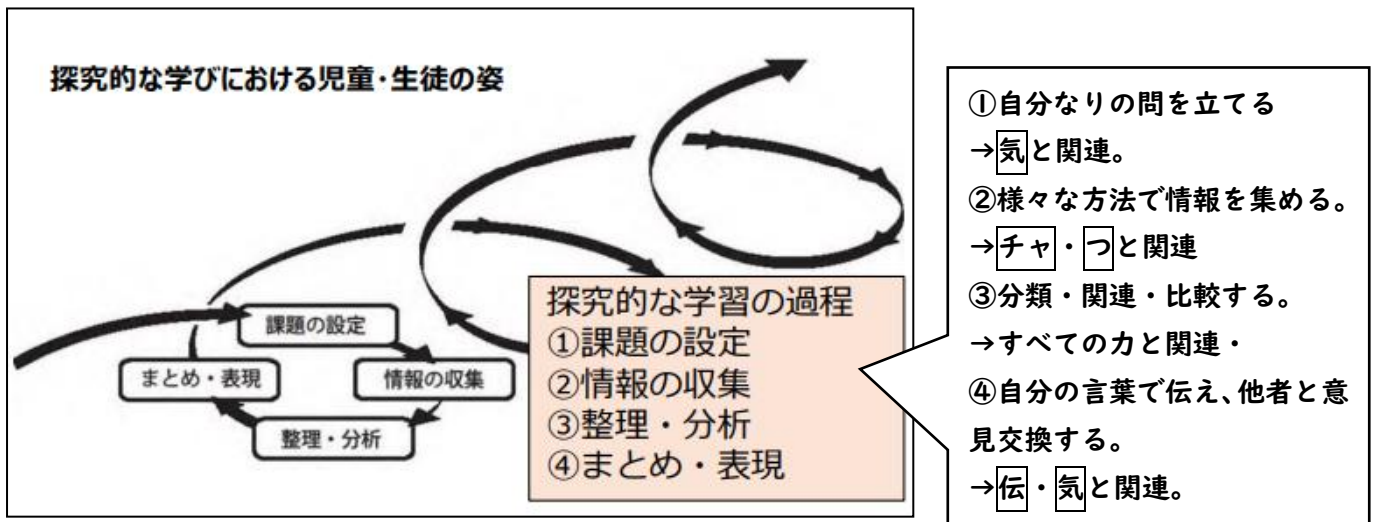 探究的な学びにおける児童・生徒の姿
課題の設定
情報の収集
整理・分析
まとめ・表現
探究的な学習の過程
①課題の設定
②情報の収集
③整理・分析
④まとめ・表現
①自分なりの問を立てる
→気と関連。
②様々な方法で情報を集める。
→チャ・つと関連
③分類・関連・比較する。
→すべての力と関連・
④自分の言葉で伝え、他者と意
見交換する。
→伝・気と関連。